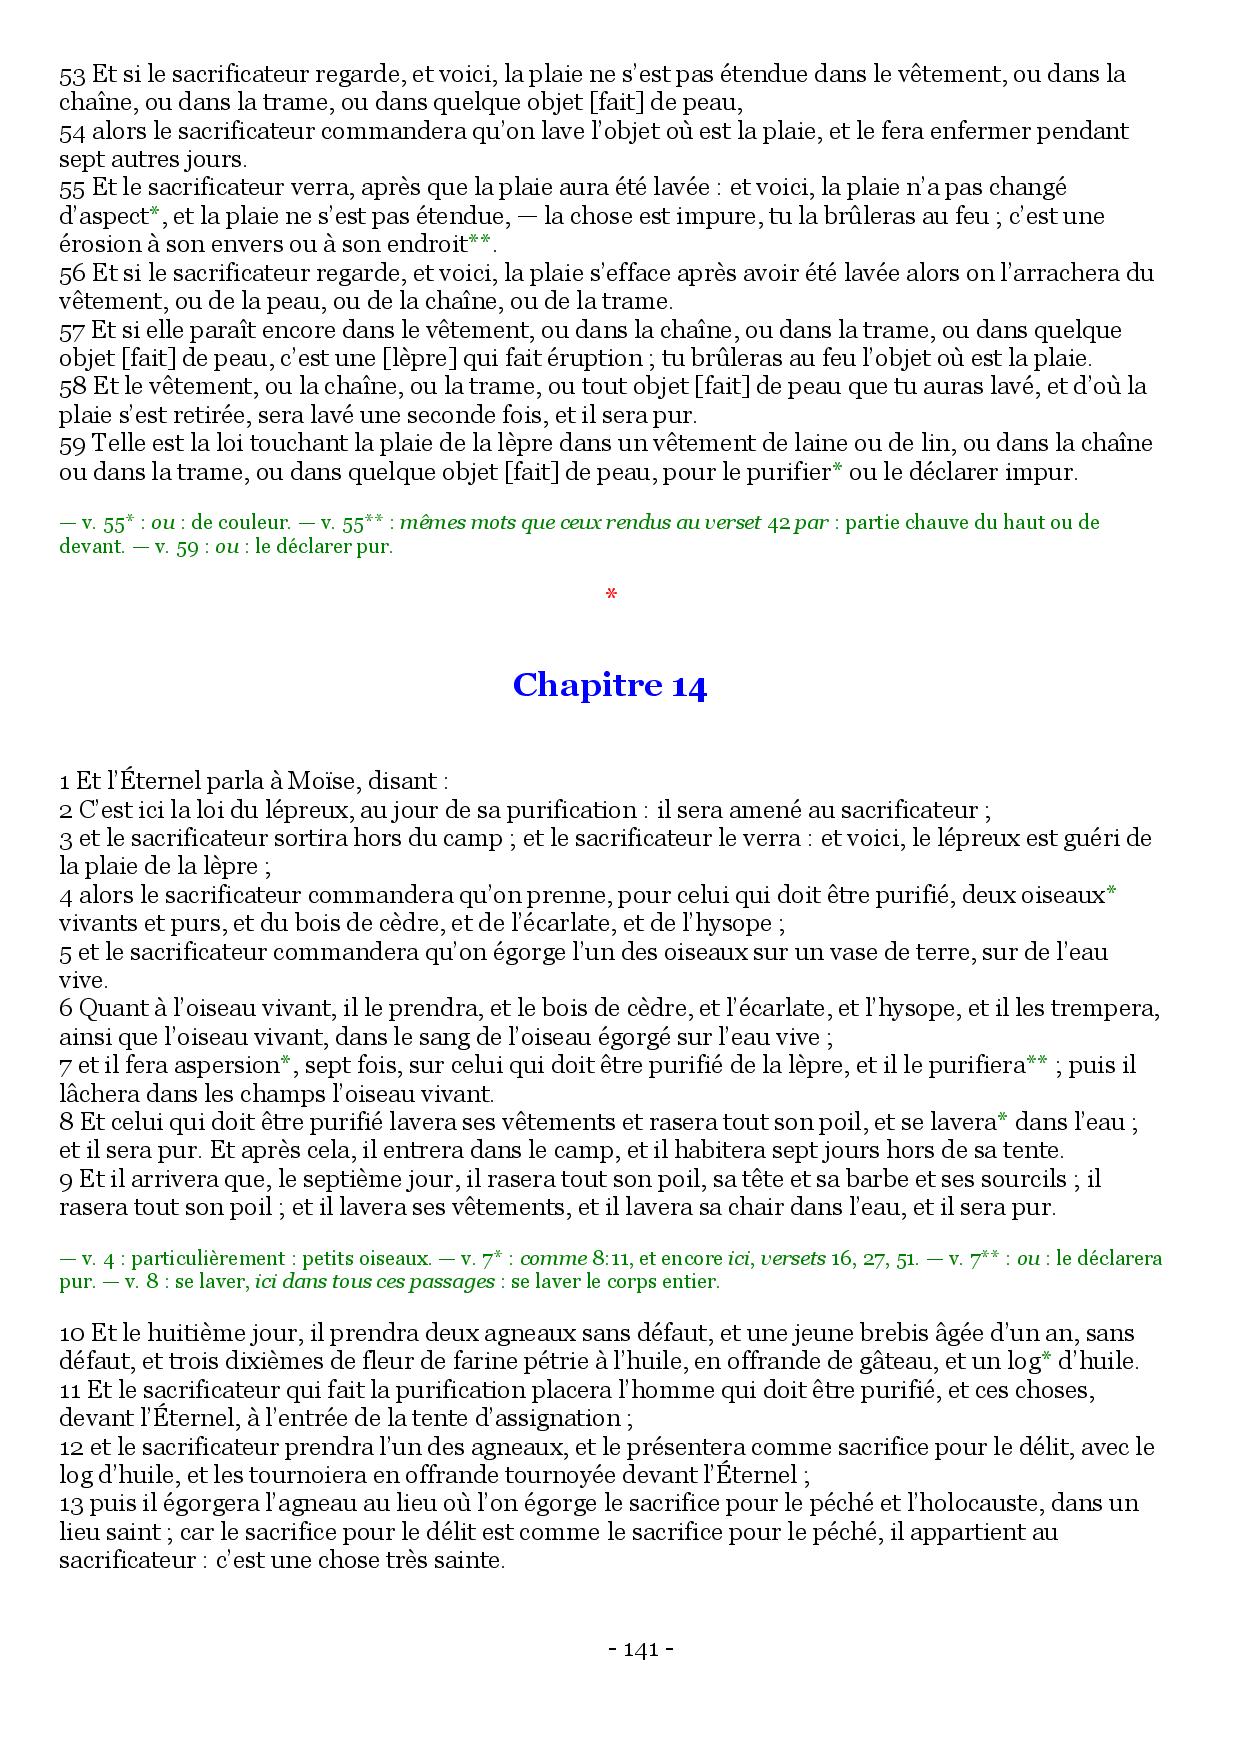 53 Et si le sacrificateur regarde, et voici, la plaie ne s’est pas étendue dans le vêtement, ou dans la
chaîne, ou dans la trame, ou dans quelque objet [fait] de peau,
54 alors le sacrificateur commandera qu’on lave l’objet où est la plaie, et le fera enfermer pendant
sept autres jours.
55 Et le sacrificateur verra, après que la plaie aura été lavée : et voici, la plaie n’a pas changé
d’aspect*, et la plaie ne s’est pas étendue, — la chose est impure, tu la brûleras au feu ; c’est une
érosion à son envers ou à son endroit**.
56 Et si le sacrificateur regarde, et voici, la plaie s’efface après avoir été lavée alors on l’arrachera du
vêtement, ou de la peau, ou de la chaîne, ou de la trame.
57 Et si elle paraît encore dans le vêtement, ou dans la chaîne, ou dans la trame, ou dans quelque
objet [fait] de peau, c’est une [lèpre] qui fait éruption ; tu brûleras au feu l’objet où est la plaie.
58 Et le vêtement, ou la chaîne, ou la trame, ou tout objet [fait] de peau que tu auras lavé, et d’où la
plaie s’est retirée, sera lavé une seconde fois, et il sera pur.
59 Telle est la loi touchant la plaie de la lèpre dans un vêtement de laine ou de lin, ou dans la chaîne
ou dans la trame, ou dans quelque objet [fait] de peau, pour le purifier* ou le déclarer impur.
— v. 55* : ou : de couleur. — v. 55** : mêmes mots que ceux rendus au verset 42 par : partie chauve du haut ou de
devant. — v. 59 : ou : le déclarer pur.
*
Chapitre 14
1 Et l’Éternel parla à Moïse, disant :
2 C’est ici la loi du lépreux, au jour de sa purification : il sera amené au sacrificateur ;
3 et le sacrificateur sortira hors du camp ; et le sacrificateur le verra : et voici, le lépreux est guéri de
la plaie de la lèpre ;
4 alors le sacrificateur commandera qu’on prenne, pour celui qui doit être purifié, deux oiseaux*
vivants et purs, et du bois de cèdre, et de l’écarlate, et de l’hysope ;
5 et le sacrificateur commandera qu’on égorge l’un des oiseaux sur un vase de terre, sur de l’eau
vive.
6 Quant à l’oiseau vivant, il le prendra, et le bois de cèdre, et l’écarlate, et l’hysope, et il les trempera,
ainsi que l’oiseau vivant, dans le sang de l’oiseau égorgé sur l’eau vive ;
7 et il fera aspersion*, sept fois, sur celui qui doit être purifié de la lèpre, et il le purifiera** ; puis il
lâchera dans les champs l’oiseau vivant.
8 Et celui qui doit être purifié lavera ses vêtements et rasera tout son poil, et se lavera* dans l’eau ;
et il sera pur. Et après cela, il entrera dans le camp, et il habitera sept jours hors de sa tente.
9 Et il arrivera que, le septième jour, il rasera tout son poil, sa tête et sa barbe et ses sourcils ; il
rasera tout son poil ; et il lavera ses vêtements, et il lavera sa chair dans l’eau, et il sera pur.
— v. 4 : particulièrement : petits oiseaux. — v. 7* : comme 8:11, et encore ici, versets 16, 27, 51. — v. 7** : ou : le déclarera
pur. — v. 8 : se laver, ici dans tous ces passages : se laver le corps entier.
10 Et le huitième jour, il prendra deux agneaux sans défaut, et une jeune brebis âgée d’un an, sans
défaut, et trois dixièmes de fleur de farine pétrie à l’huile, en offrande de gâteau, et un log* d’huile.
11 Et le sacrificateur qui fait la purification placera l’homme qui doit être purifié, et ces choses,
devant l’Éternel, à l’entrée de la tente d’assignation ;
12 et le sacrificateur prendra l’un des agneaux, et le présentera comme sacrifice pour le délit, avec le
log d’huile, et les tournoiera en offrande tournoyée devant l’Éternel ;
13 puis il égorgera l’agneau au lieu où l’on égorge le sacrifice pour le péché et l’holocauste, dans un
lieu saint ; car le sacrifice pour le délit est comme le sacrifice pour le péché, il appartient au
sacrificateur : c’est une chose très sainte.
- 141 -